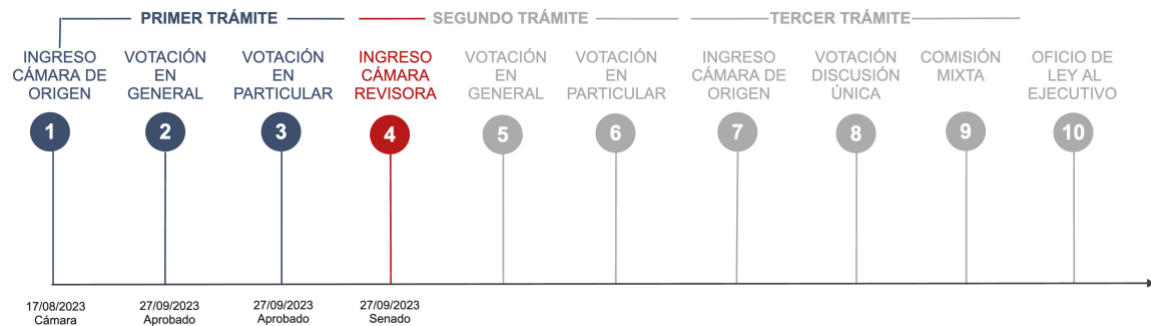 PRIMER TRÁMITE
SEGUNDO TRÁMITE
TERCER TRÁMITE
INGRESO
CÁMARA DE
ORIGEN
VOTACIÓN
EN
GENERAL
VOTACIÓN
EN
PARTICULAR
INGRESO
CÁMARA
REVISORA
VOTACIÓN
EN
GENERAL
VOTACIÓN
EN
PARTICULAR
INGRESO
CÁMARA DE
ORIGEN
VOTACIÓN
DISCUSIÓN
ÚNICA
COMISIÓN
MIXTA
OFICIO DE
LEY AL
EJECUTIVO
1
2
3
4
5
6
7
8
9
10
17/08/2023
Cámara
27/09/2023
Aprobado
27/09/2023
Aprobado
27/09/2023
Senado